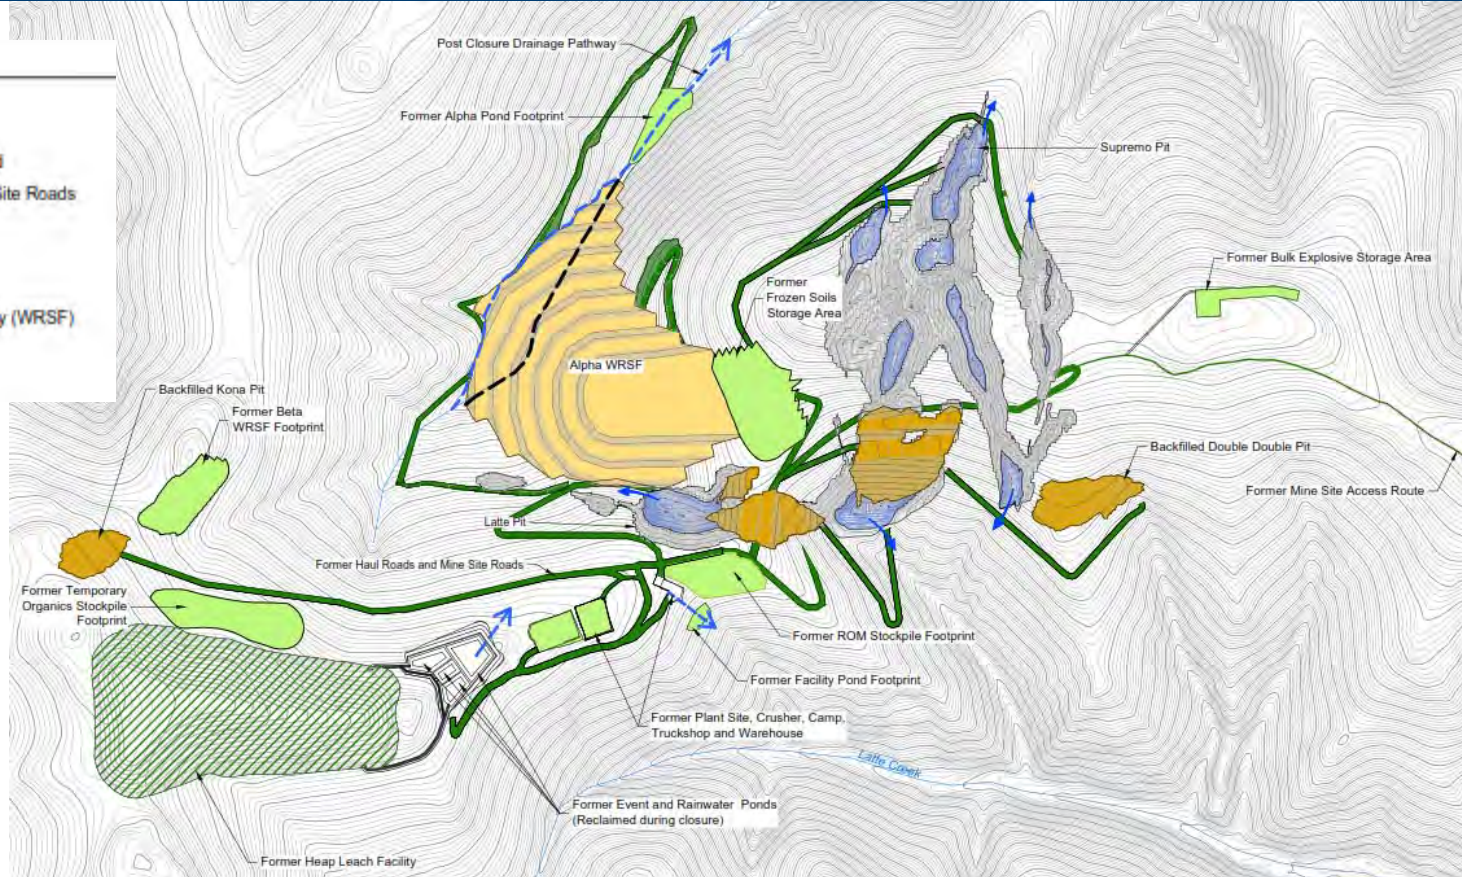 Site Roads
(WRSF)
Post Closure Drainage Pathway
Former Alpha Pond Footprint
Supremo Pit
Former Bulk Explosive Storage Area
Former
Frozen Soils
Storage Area
Alpha WRSF
Backfilled Kona Pit
Former Beta
WRSF Footprint
Backfilled Double Double Pit
Former Mine Site Access Route
Latte Pit
Former Haul Roads and Mine Site Roads
Former Temporary
Organics Stockpile
Footprint
Former ROM Stockpile Footprint
Former Facility Pond Footprint
Former Plant Site, Crusher, Camp,
Truckshop and Warehouse
Latte Creek
Former Event and Rainwater Ponds
(Reclaimed during closure)
Former Heap Leach Facility